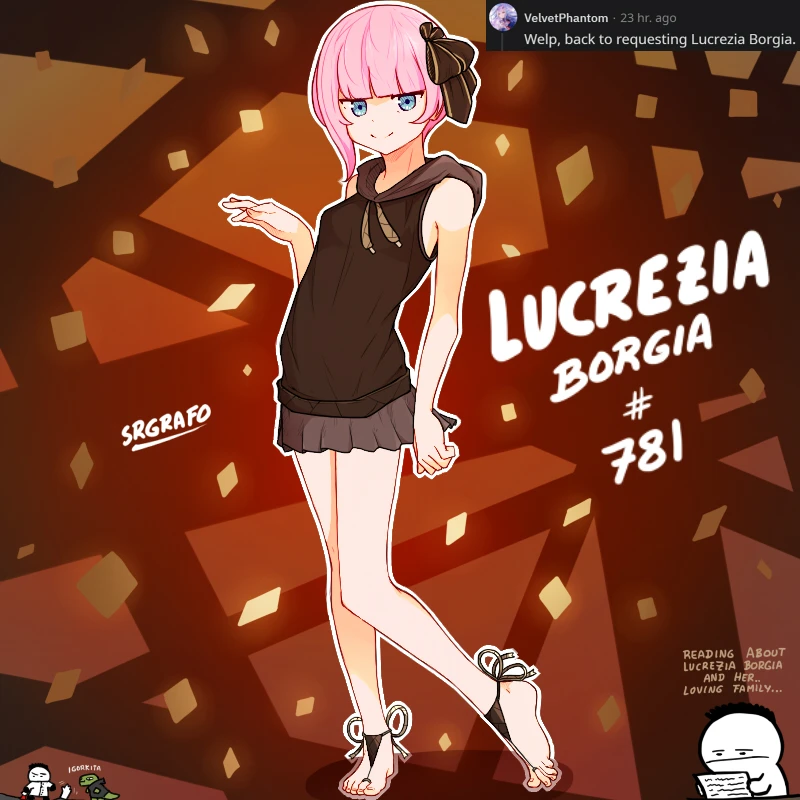 VelvetPhantom · 23 hr. ago
Welp, back to requesting Lucrezia Borgia.
LUCREZIA
BORGIA
#
781
SRGRAFO
READING ABOUT
LUCREZIA BORGIA
AND HER..
LOVING FAMILY...
IGORKITA